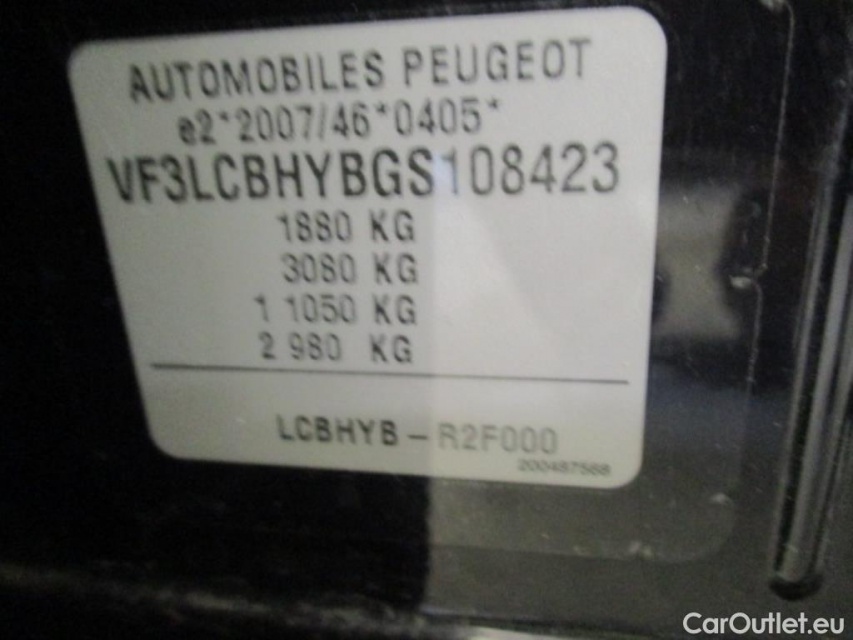 AUTOMOBILES PEUGEOT
e2*2007/46*0405*
VF3LCBHYBGS108423
1880 KG
3080 KG
1 1050 KG
2 980 KG
LCBHYB - R2F000
200487568
CarOutlet.eu